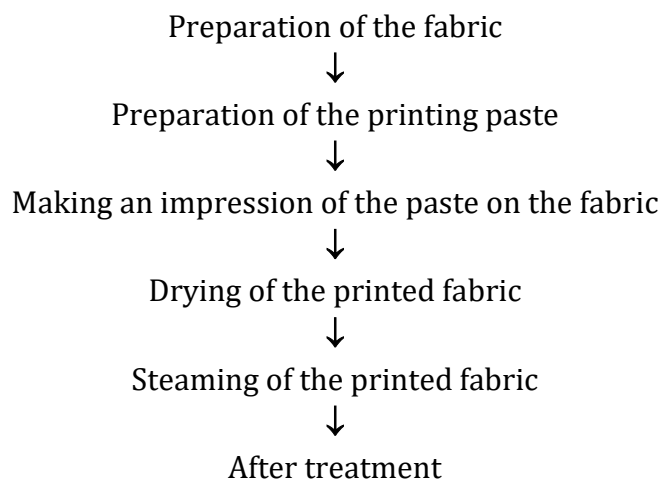 Preparation of the fabric
↓
Preparation of the printing paste
↓
Making an impression of the paste on the fabric
↓
Drying of the printed fabric
↓
Steaming of the printed fabric
↓
After treatment